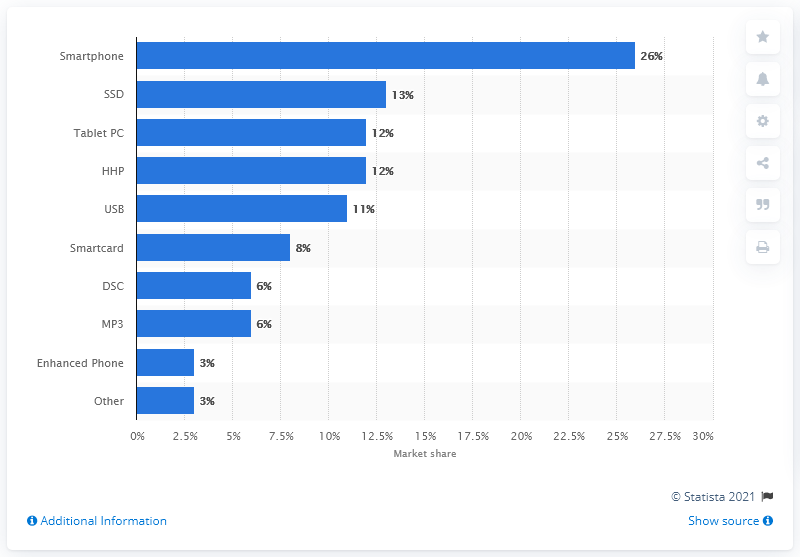 Smartphone 26%
SSD 13%
Tablet PC 12%
HHP 12%
USB 11%
Smartcard 8%
DSC 6%
MP3 6%
Enhanced Phone 3%
Other 3%
0% 2.5% 5% 7.5% 10% 12.5% 15% 17.5% 20% 22.5% 25% 27.5% 30%
Market share
© Statista 2021
Additional Information Show source